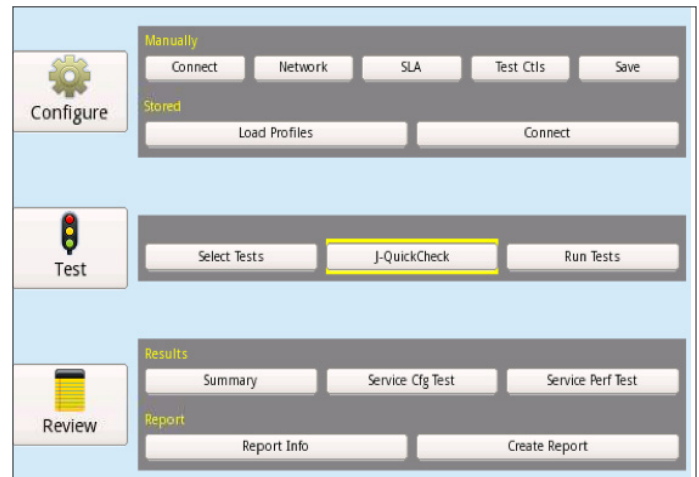 Manually
Connect Network SLA Test Ctls Save
Configure
Stored
Load Profiles Connect
Select Tests J-QuickCheck Run Tests
Test
Results
Summary Service Cfg Test Service Perf Test
Review
Report
Report Info Create Report